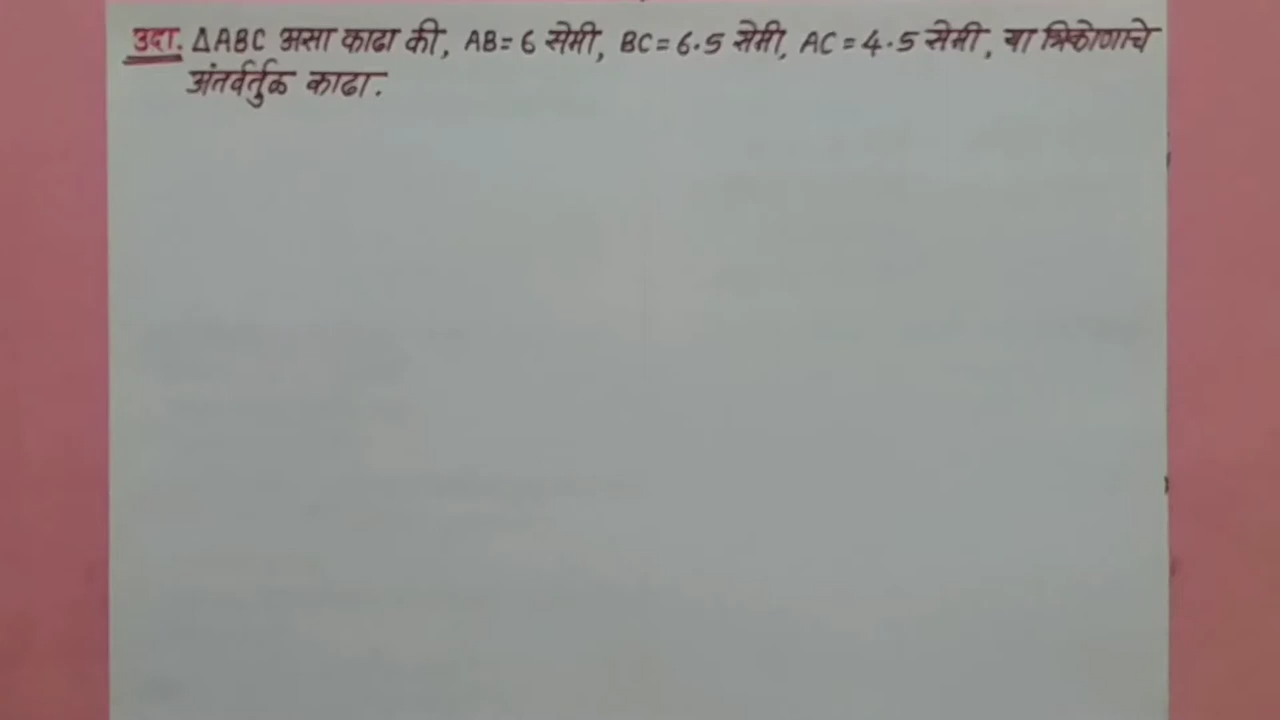 उदा. ΔABC असा काढा की, AB= 6 सेमी, BC= 6.5 सेमी, AC = 4.5 सेमी, या त्रिकोणाचे
अंतर्वर्तुळ काढा.